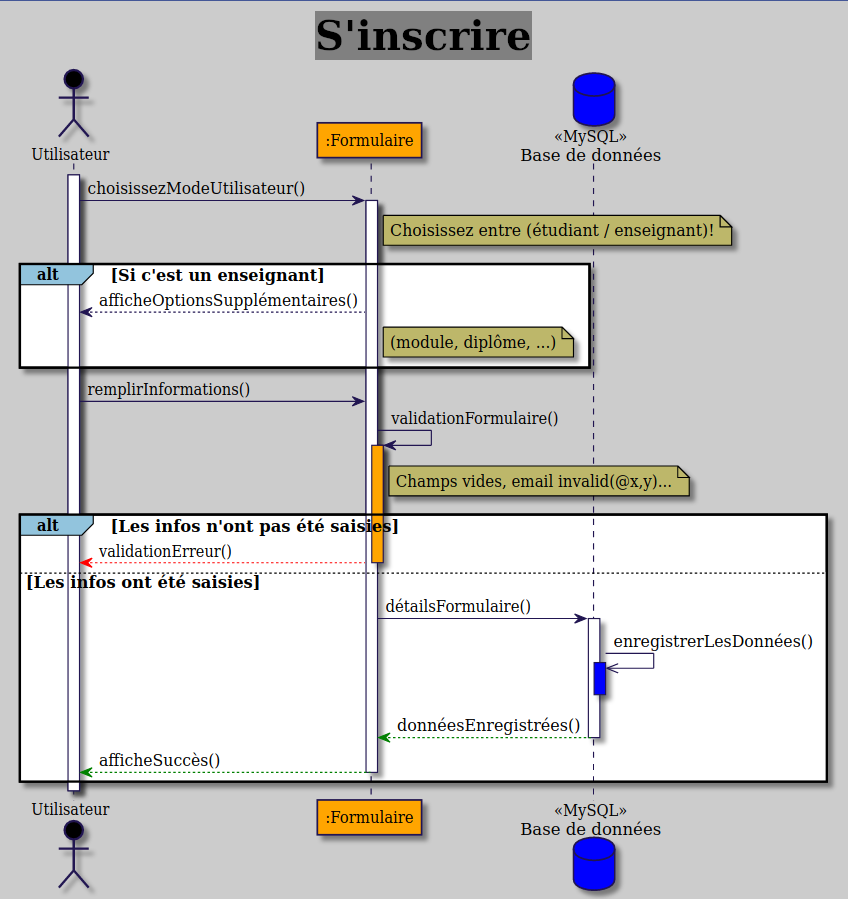 S'inscrire
Utilisateur
:Formulaire
«MySQL»
Base de données
choisissezModeUtilisateur()
Choisissez entre (étudiant / enseignant)!
alt
[Si c'est un enseignant]
afficheOptionsSupplémentaires()
(module, diplôme, ...)
remplirInformations()
validationFormulaire()
Champs vides, email invalid(@x,y)...
alt
[Les infos n'ont pas été saisies]
validationErreur()
[Les infos ont été saisies]
détailsFormulaire()
enregistrerLesDonnées()
donnéesEnregistrées()
afficheSuccès()
Utilisateur
:Formulaire
«MySQL»
Base de données